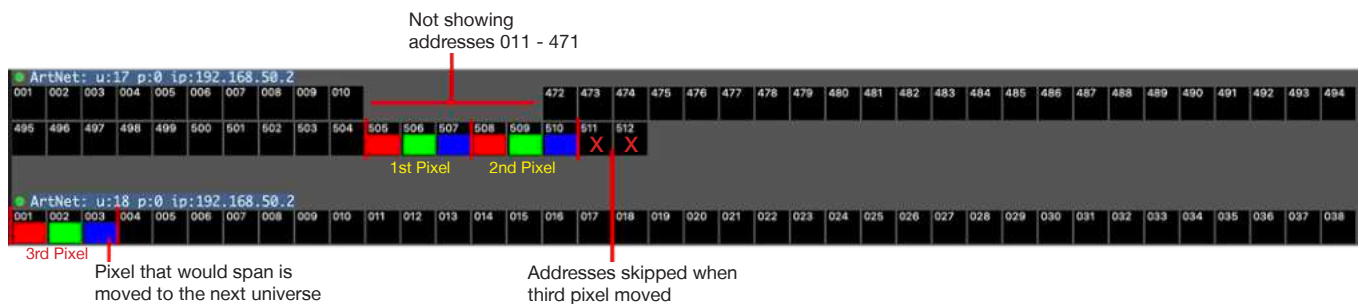 Not showing
addresses 011 - 471
ArtNet: u:17 p:0 ip:192.168.50.2
001 002 003 004 005 006 007 008 009 010 472 473 474 475 476 477 478 479 480 481 482 483 484 485 486 487 488 489 490 491 492 493 494
495 496 497 498 499 500 501 502 503 504 505 506 507 508 509 510 511 512
X X
1st Pixel 2nd Pixel
ArtNet: u:18 p:0 ip:192.168.50.2
001 002 003 004 005 006 007 008 009 010 011 012 013 014 015 016 017 018 019 020 021 022 023 024 025 026 027 028 029 030 031 032 033 034 035 036 037 038
3rd Pixel
Pixel that would span is
moved to the next universe
Addresses skipped when
third pixel moved